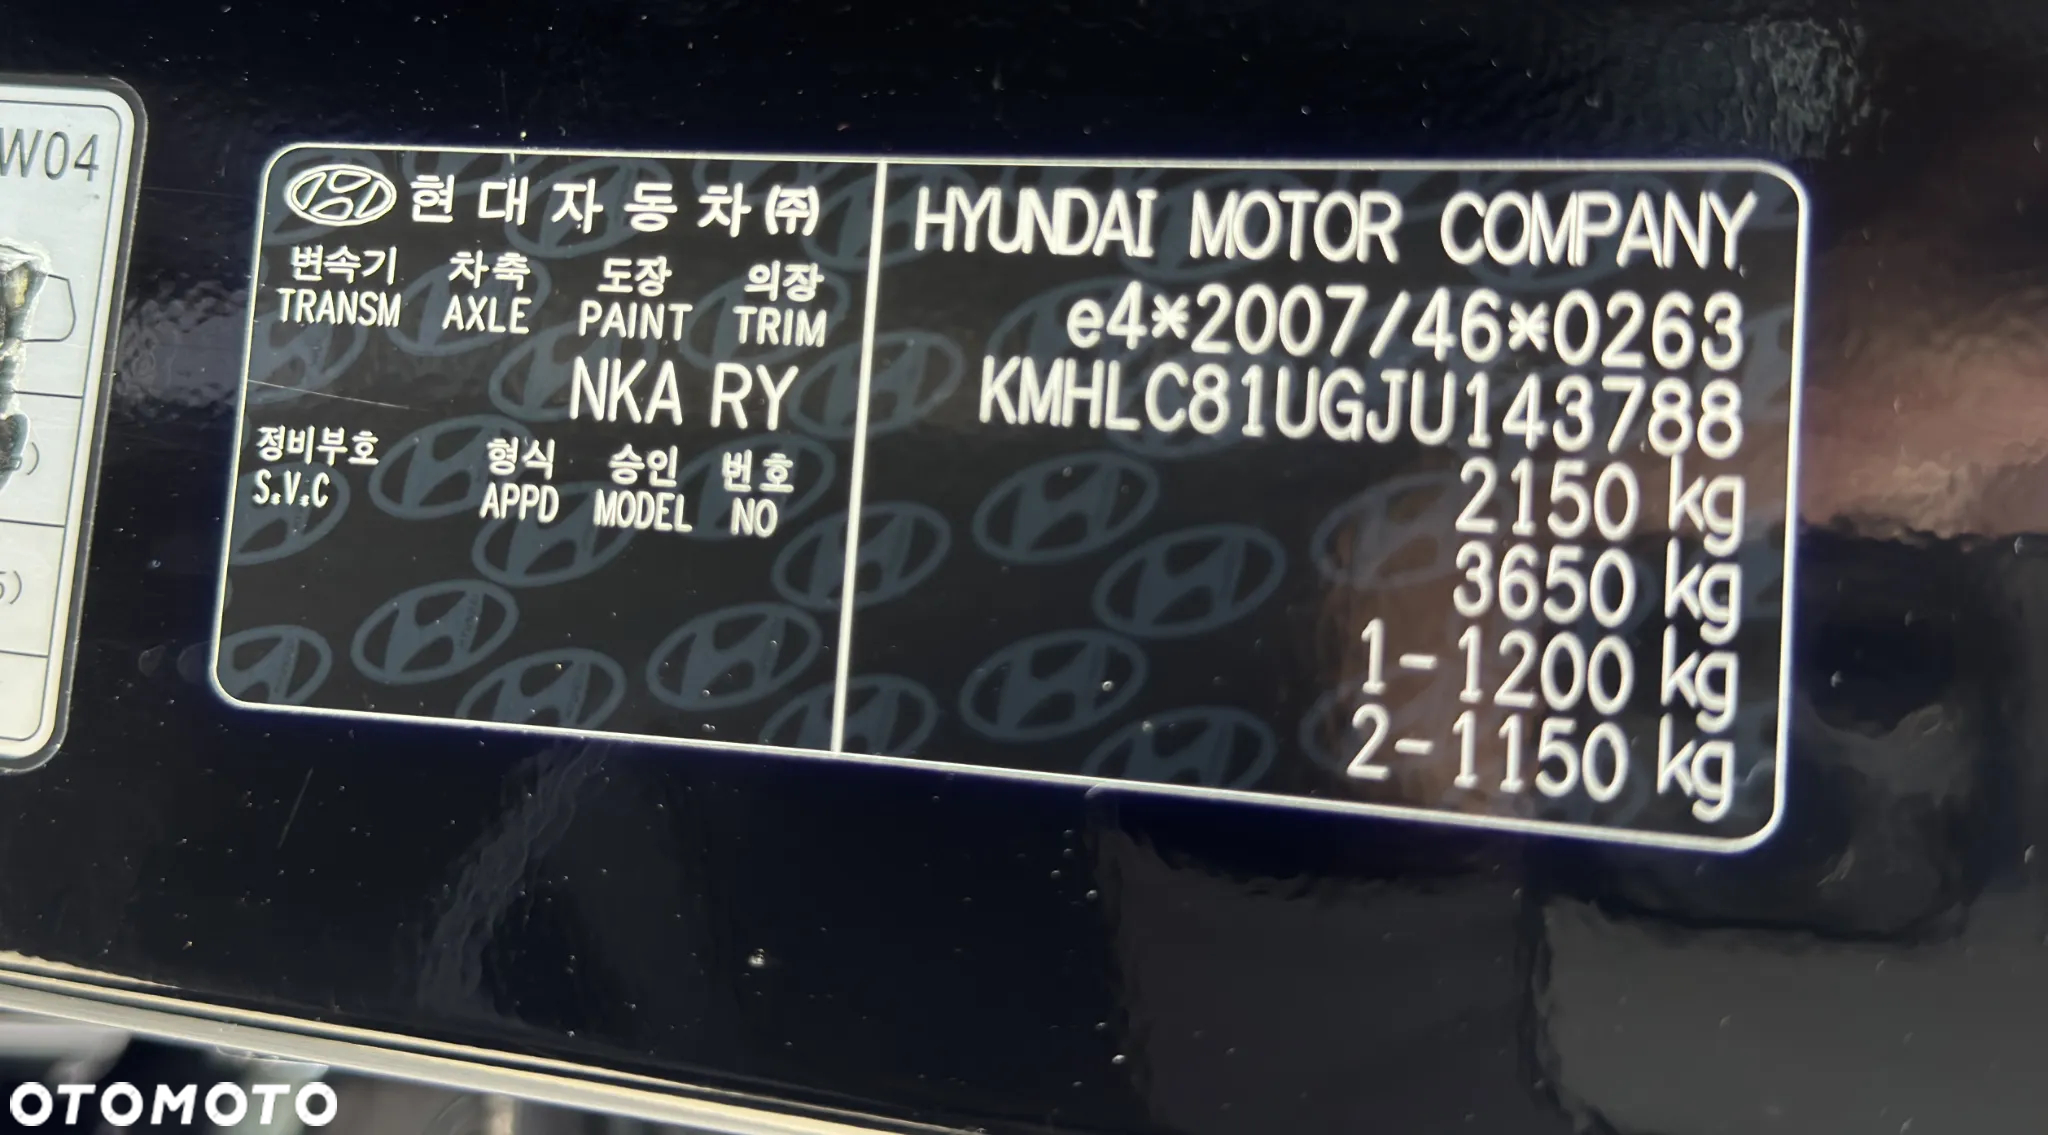 W04
현대자동차(주)
변속기 차축 도장 의장
TRANSM AXLE PAINT TRIM
NKA RY
정비부호 형식 승인 번호
S.V.C APPD MODEL NO
HYUNDAI MOTOR COMPANY
e4*2007/46*0263
KMHLC81UGJU143788
2150 kg
3650 kg
1-1200 kg
2-1150 kg
OTOMOTO